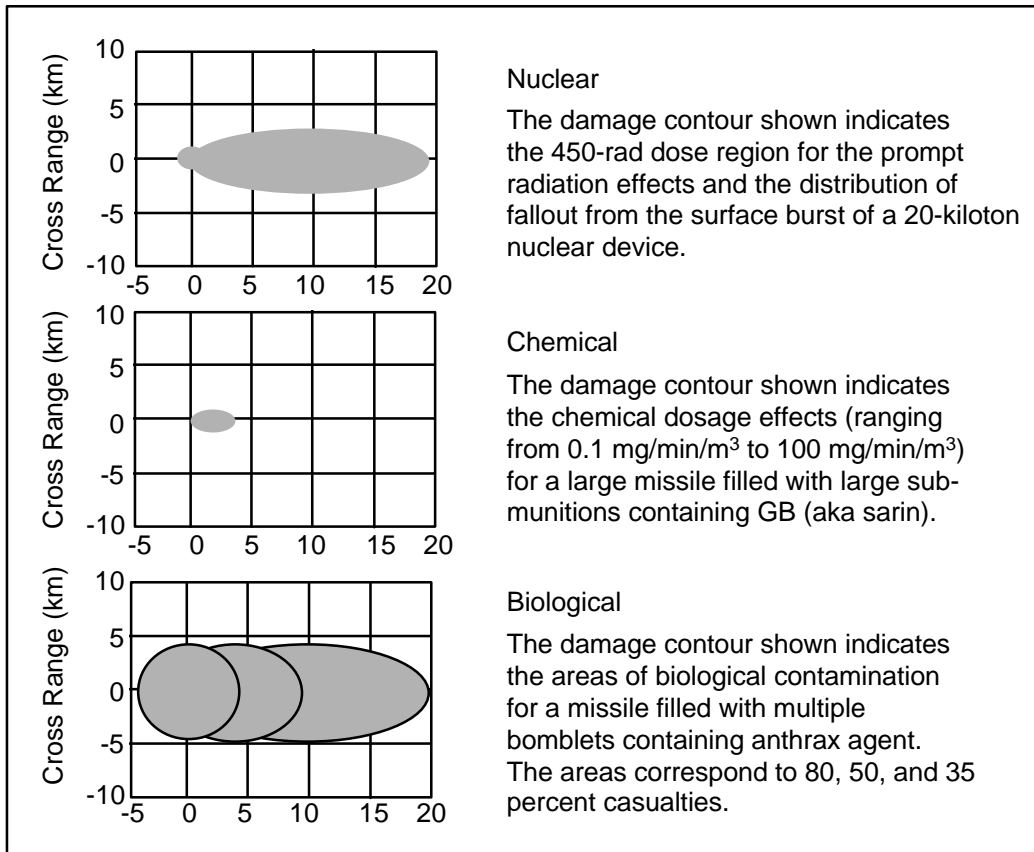 10
5
0
-5
-10
Cross Range (km)
-5 0 5 10 15 20
Nuclear
The damage contour shown indicates
the 450-rad dose region for the prompt
radiation effects and the distribution of
fallout from the surface burst of a 20-kiloton
nuclear device.
10
5
0
-5
-10
Cross Range (km)
-5 0 5 10 15 20
Chemical
The damage contour shown indicates
the chemical dosage effects (ranging
from 0.1 mg/min/m³ to 100 mg/min/m³)
for a large missile filled with large sub-
munitions containing GB (aka sarin).
10
5
0
-5
-10
Cross Range (km)
-5 0 5 10 15 20
Biological
The damage contour shown indicates
the areas of biological contamination
for a missile filled with multiple
bomblets containing anthrax agent.
The areas correspond to 80, 50, and 35
percent casualties.